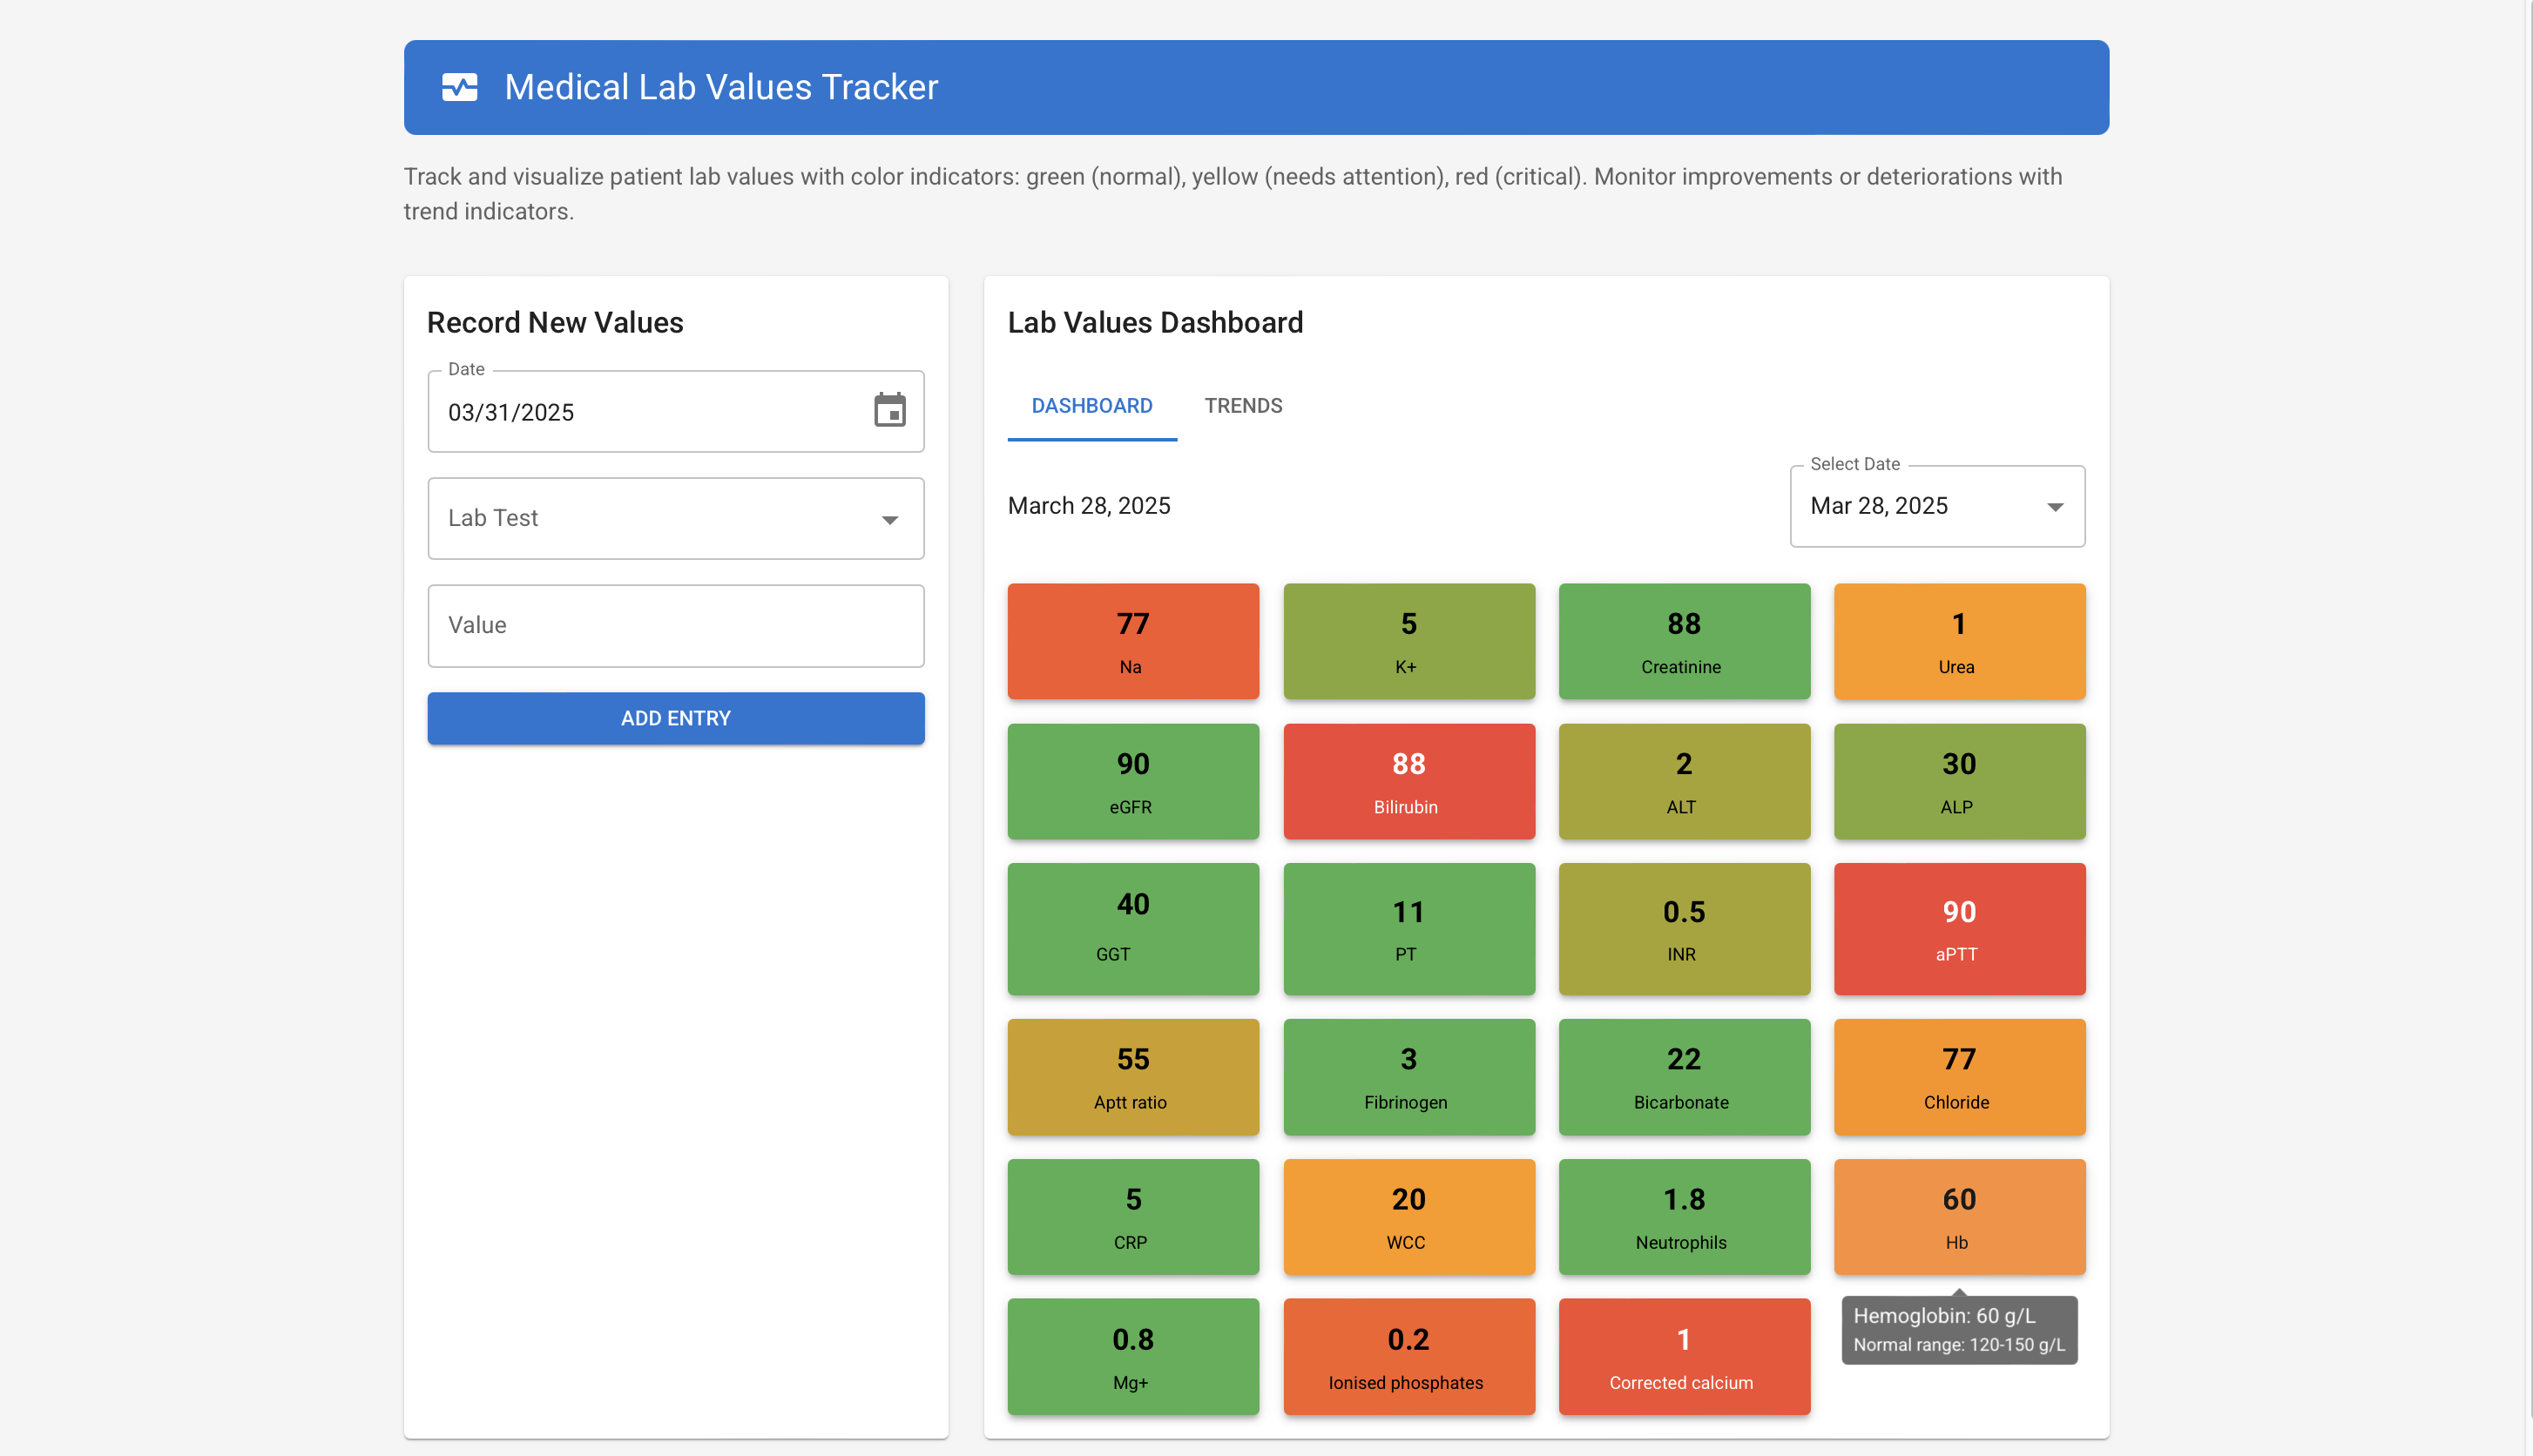 Medical Lab Values Tracker
Track and visualize patient lab values with color indicators: green (normal), yellow (needs attention), red (critical). Monitor improvements or deteriorations with
trend indicators.
Record New Values
Date
03/31/2025
Lab Test
Value
ADD ENTRY
Lab Values Dashboard
DASHBOARD TRENDS
March 28, 2025
Select Date
Mar 28, 2025
77
Na
5
K+
88
Creatinine
1
Urea
90
eGFR
88
Bilirubin
2
ALT
30
ALP
40
GGT
11
PT
0.5
INR
90
aPTT
55
Aptt ratio
3
Fibrinogen
22
Bicarbonate
77
Chloride
5
CRP
20
WCC
1.8
Neutrophils
60
Hb
0.8
Mg+
0.2
Ionised phosphates
1
Corrected calcium
Hemoglobin: 60 g/L
Normal range: 120-150 g/L